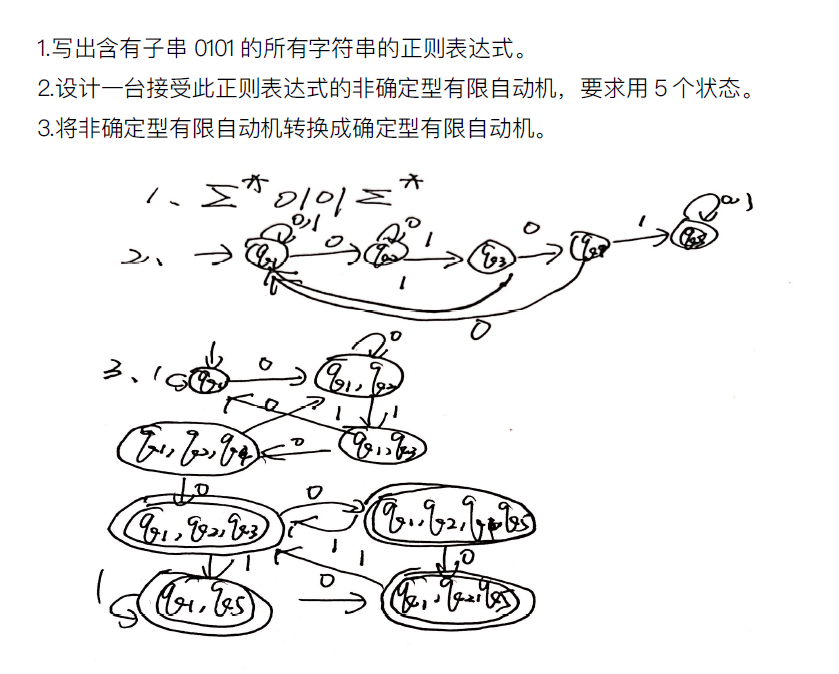 1.写出含有子串 0101 的所有字符串的正则表达式。
2.设计一台接受此正则表达式的非确定型有限自动机，要求用 5 个状态。
3.将非确定型有限自动机转换成确定型有限自动机。
1、Σ* 0101 Σ*
0,1 0 0 1 0 1 0,1
2、 q1 q2 q3 q4
1
0
3、1 0 0
q1 q1, q2
0 1 1
q1, q2, q4 0 q1, q3
0 0
q1, q2, q3 q1, q2, q5
1 1 1 0
1 q1, q5 0 q1, q2, q5